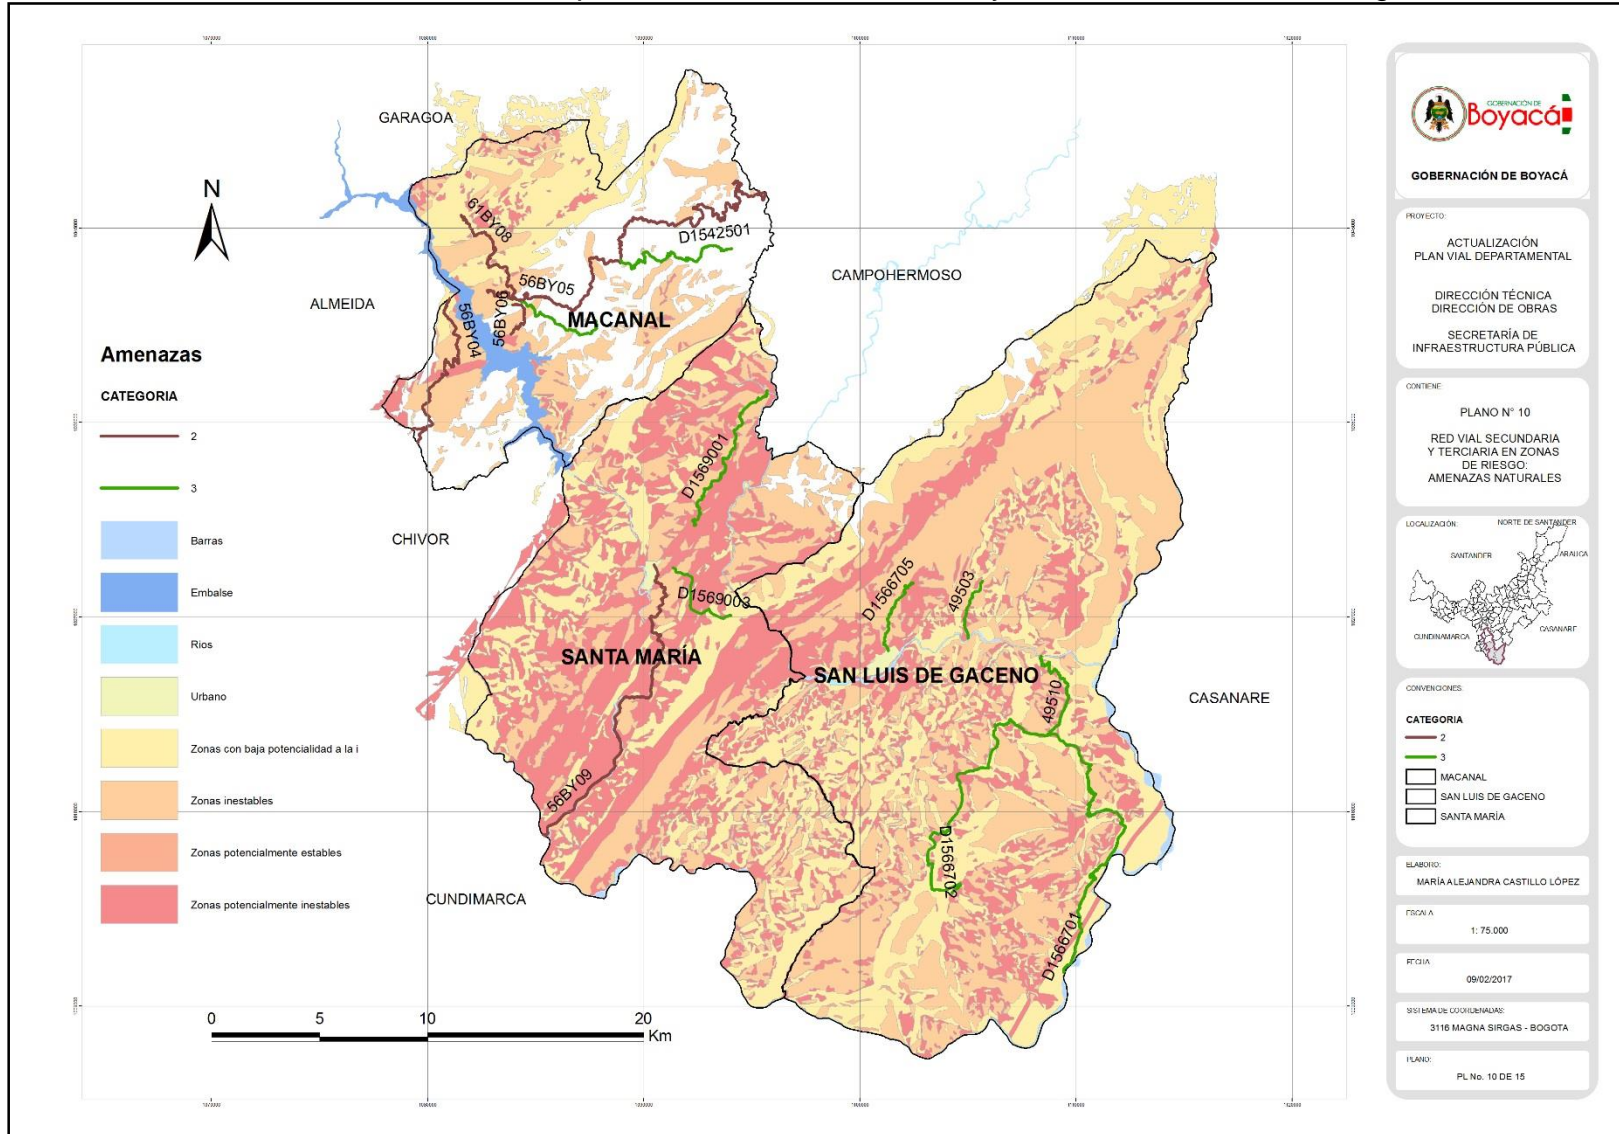 GARAGOA
N
61BY08
D1542501
CAMPOHERMOSO
ALMEIDA
56BY05
56BY06
56BY04
MACANAL
Amenazas
CATEGORIA
2
3
Barras
Embalse
Rios
Urbano
Zonas con baja potencialidad a la i
Zonas inestables
Zonas potencialmente estables
Zonas potencialmente inestables
D1569001
CHIVOR
D1569003
D1566705
49503
SANTA MARÍA
SAN LUIS DE GACENO
49510
CASANARE
56BY09
D1566702
CUNDIMARCA
D1566701
0 5 10 20
Km
GOBERNACIÓN DE
Boyacá
GOBERNACIÓN DE BOYACÁ
PROYECTO:
ACTUALIZACIÓN
PLAN VIAL DEPARTAMENTAL
DIRECCIÓN TÉCNICA
DIRECCIÓN DE OBRAS
SECRETARÍA DE
INFRAESTRUCTURA PÚBLICA
CONTIENE:
PLANO N° 10
RED VIAL SECUNDARIA
Y TERCIARIA EN ZONAS
DE RIESGO:
AMENAZAS NATURALES
LOCALIZACIÓN:
NORTE DE SANTANDER
SANTANDER
ARAUCA
CUNDINAMARCA
CASANARE
CONVENCIONES:
CATEGORIA
2
3
MACANAL
SAN LUIS DE GACENO
SANTA MARÍA
ELABORO:
MARÍA ALEJANDRA CASTILLO LÓPEZ
ESCALA
1: 75.000
FECHA
09/02/2017
SISTEMA DE COORDENADAS:
3116 MAGNA SIRGAS - BOGOTA
PLANO:
PL No. 10 DE 15